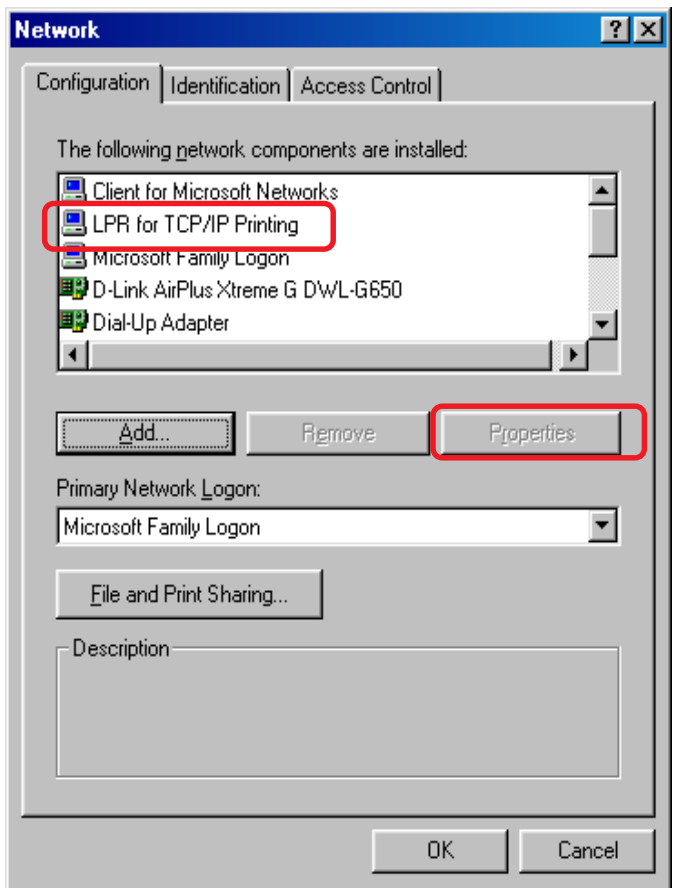 Network
Configuration Identification Access Control
The following network components are installed:
Client for Microsoft Networks
LPR for TCP/IP Printing
Microsoft Family Logon
D-Link AirPlus Xtreme G DWL-G650
Dial-Up Adapter
Add... Remove Properties
Primary Network Logon:
Microsoft Family Logon
File and Print Sharing...
Description
OK Cancel